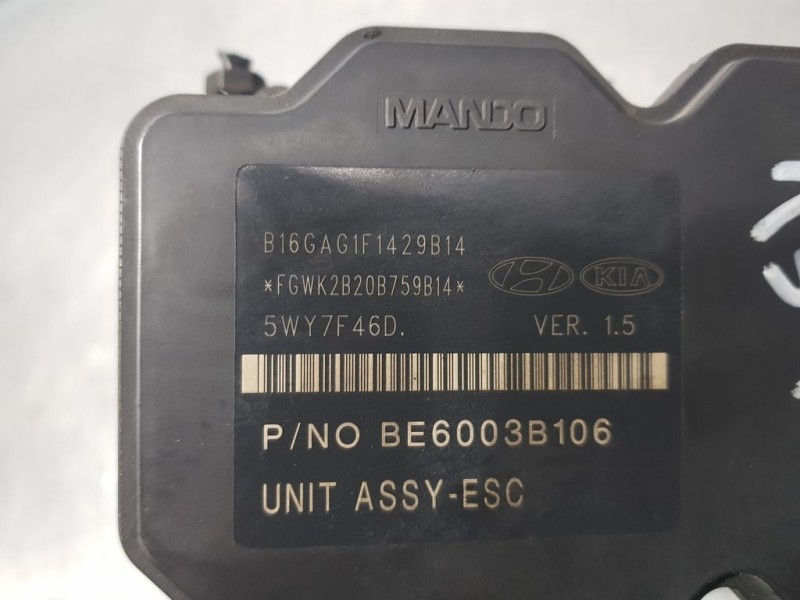 MANDO
B16GAG1F1429B14
*FGWK2B20B759B14*
KIA
5WY7F46D. VER. 1.5
P/NO BE6003B106
UNIT ASSY-ESC